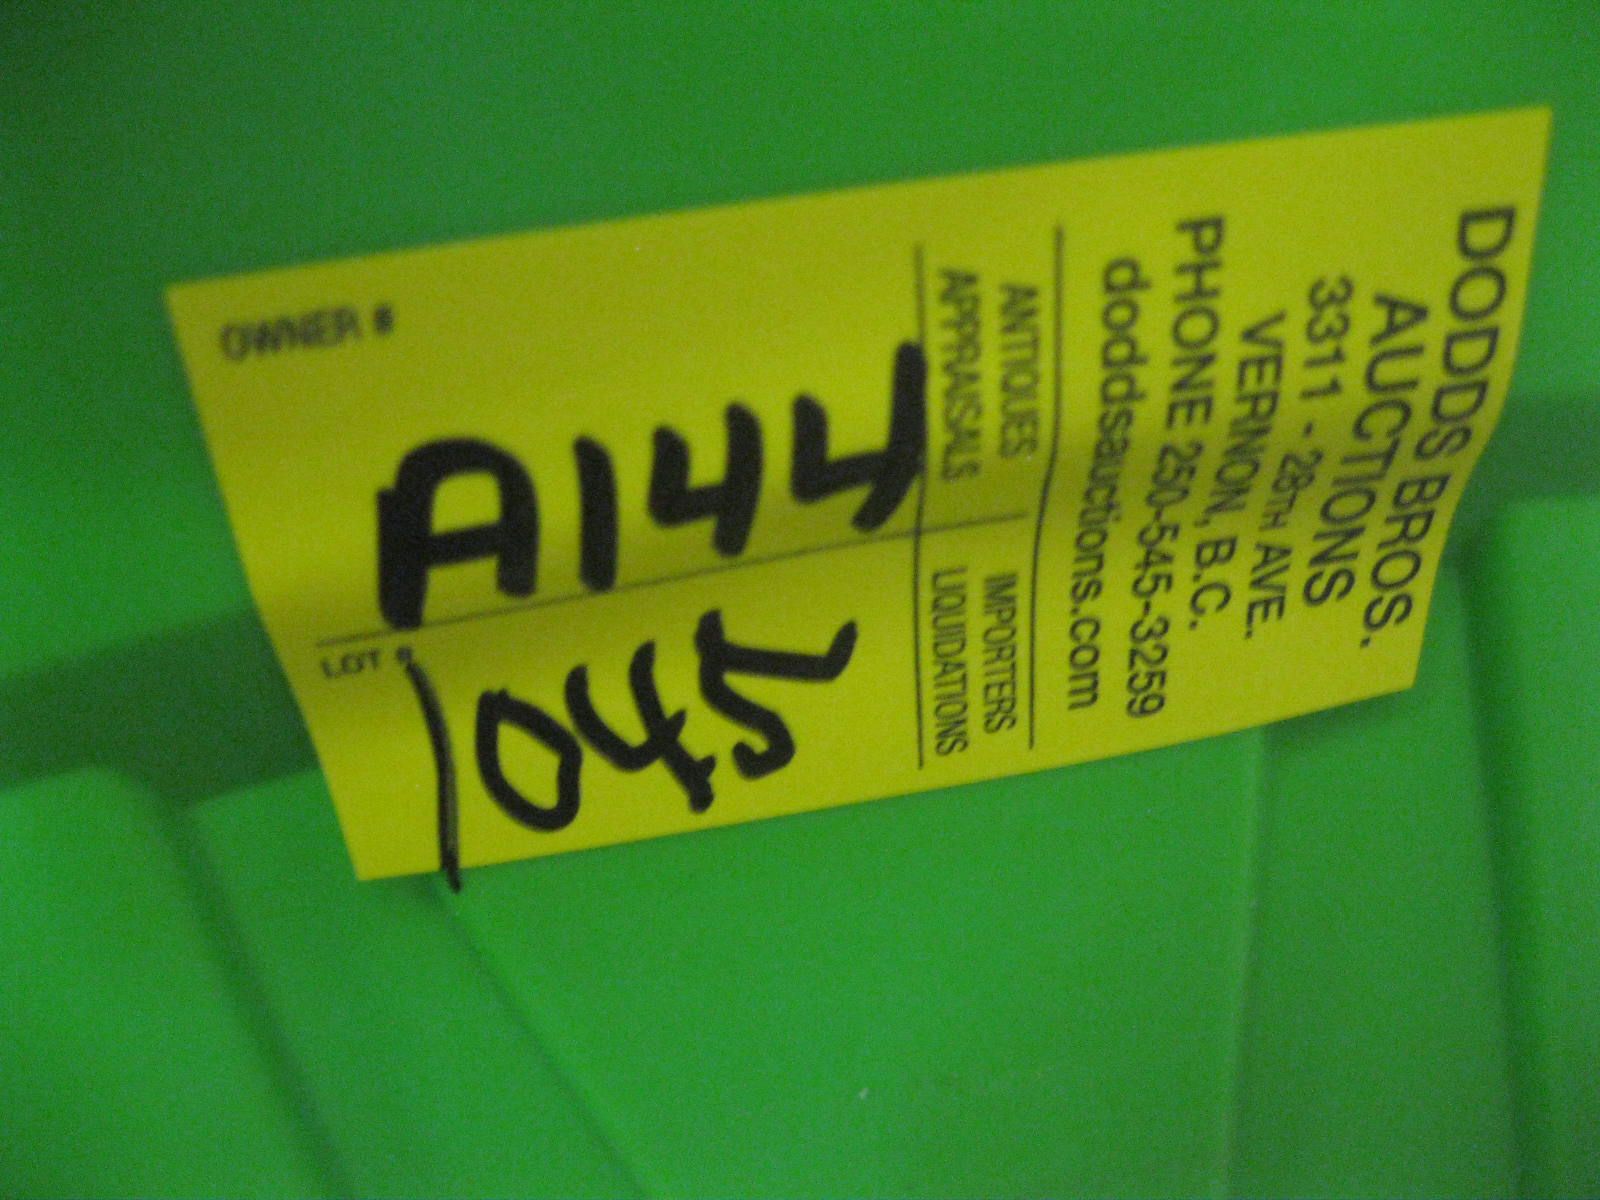 DODDS BROS.
AUCTIONS
3311 - 28TH AVE.
VERNON, B.C.
PHONE 250-545-3259
doddsauctions.com
ANTIQUES IMPORTERS
APPRAISALS LIQUIDATIONS
OWNER #
A144
LOT #
1045